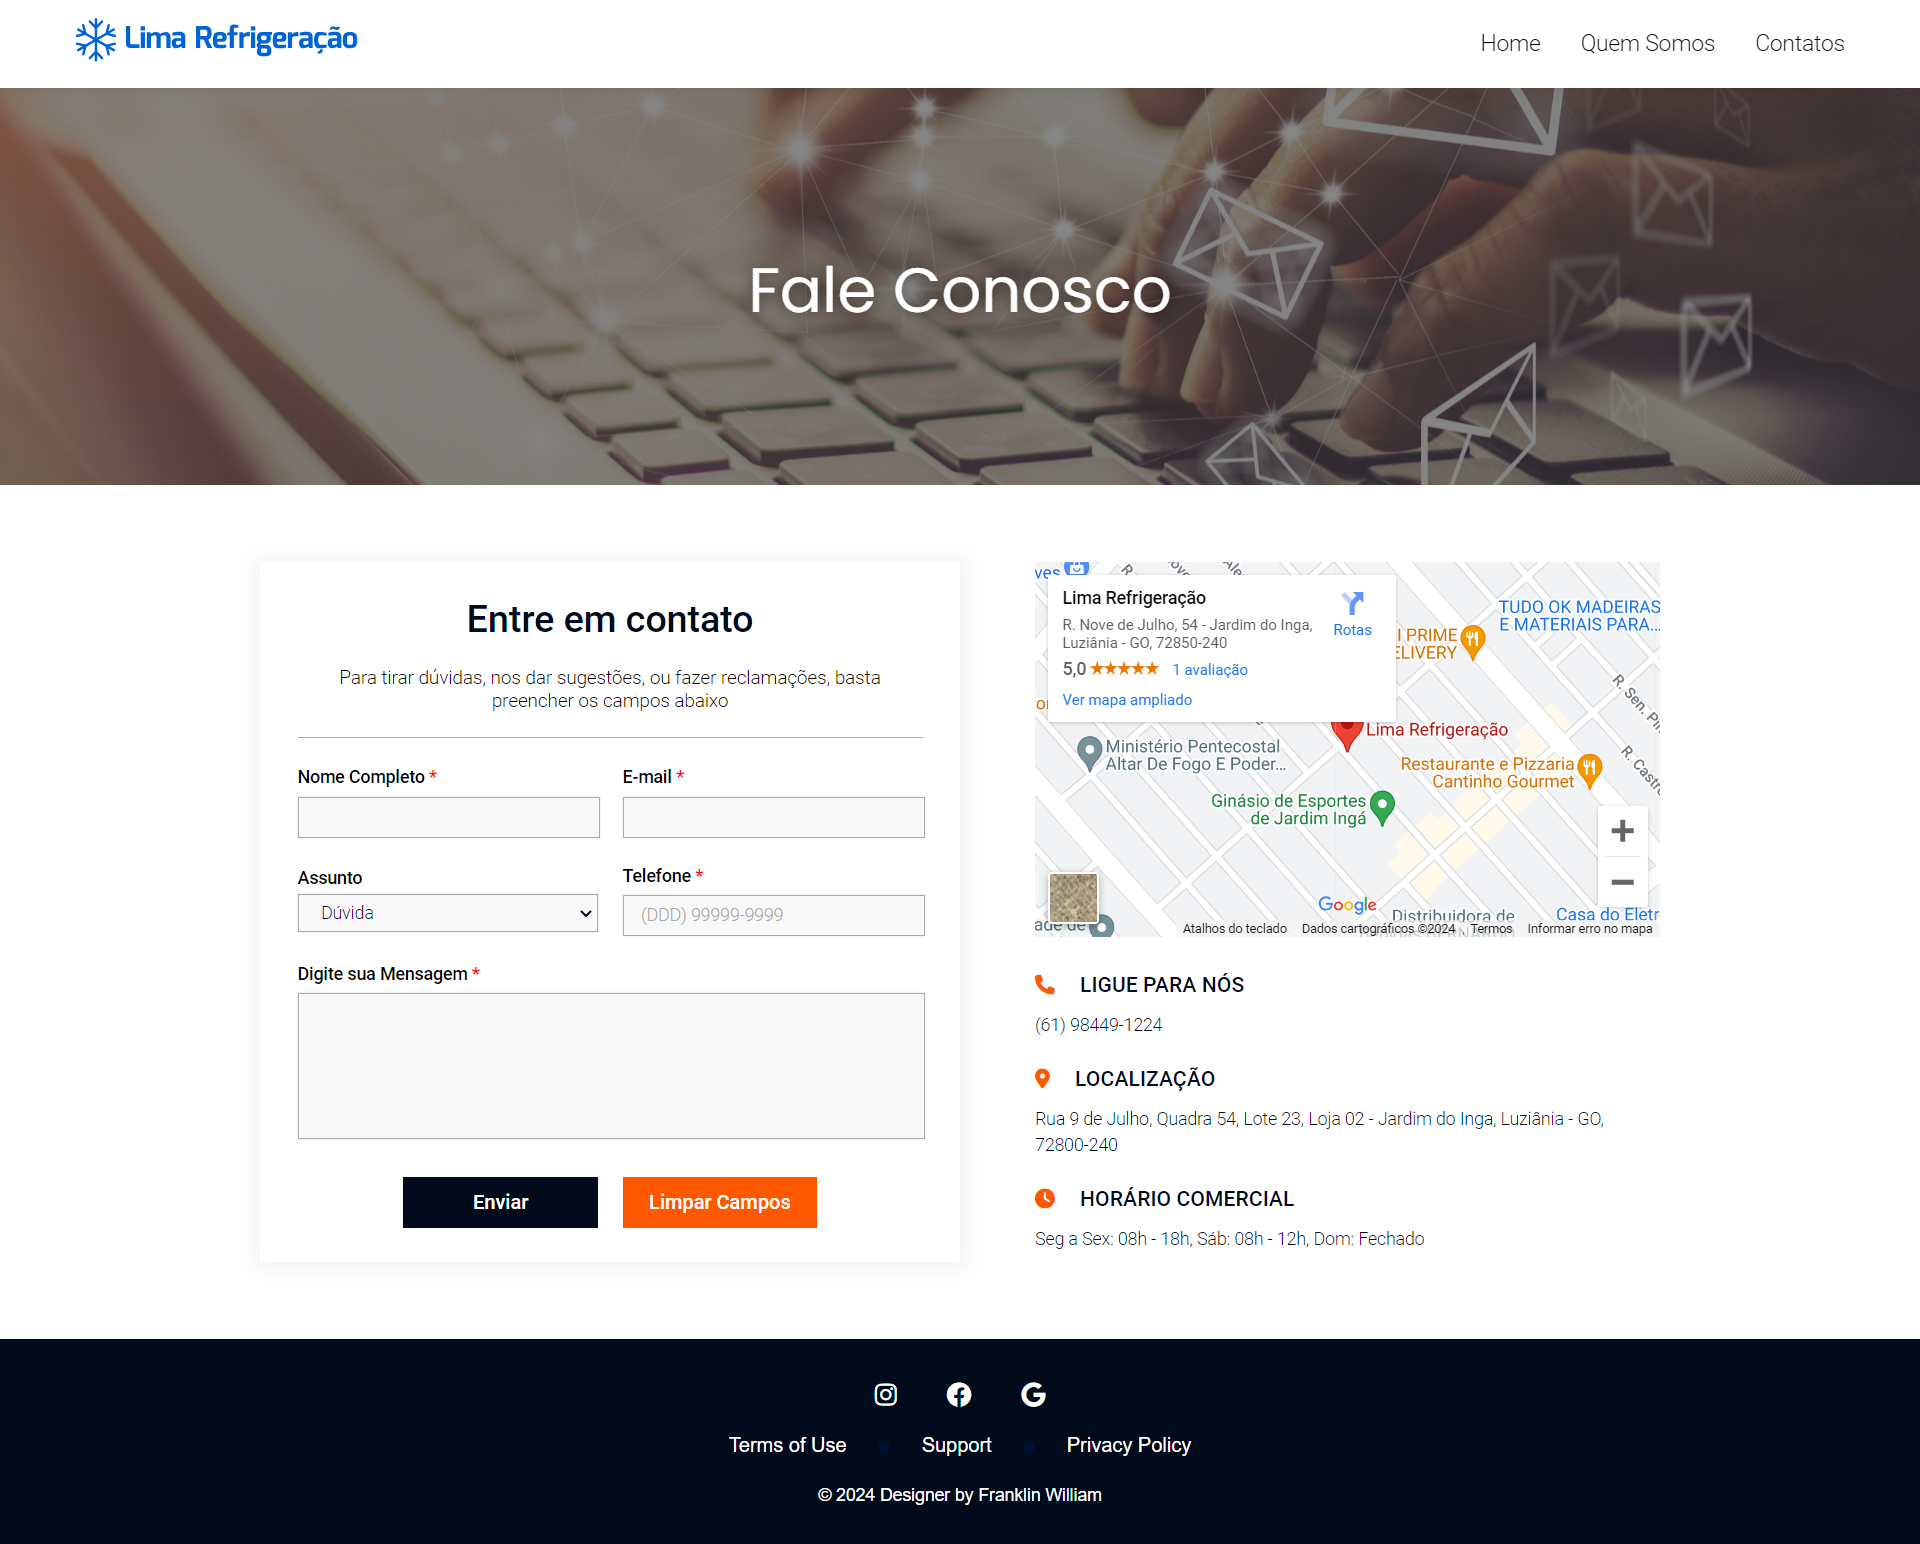 Lima Refrigeração
Home
Quem Somos
Contatos
Fale Conosco
Entre em contato
Para tirar dúvidas, nos dar sugestões, ou fazer reclamações, basta
preencher os campos abaixo
Nome Completo *
E-mail *
Assunto
Dúvida
Telefone *
(DDD) 99999-9999
Digite sua Mensagem *
Enviar
Limpar Campos
Lima Refrigeração
R. Nove de Julho, 54 - Jardim do Inga,
Luziânia - GO, 72850-240
Rotas
5,0
1 avaliação
Ver mapa ampliado
TUDO OK MADEIRAS
E MATERIAIS PARA...
I PRIME
ELIVERY
R. Sen. Pi
Lima Refrigeração
Ministério Pentecostal
Altar De Fogo E Poder...
Restaurante e Pizzaria
Cantinho Gourmet
R. Castr
Ginásio de Esportes
de Jardim Ingá
Google
Distribuidora de
Casa do Eletr
Atalhos do teclado
Dados cartográficos ©2024
Termos
Informar erro no mapa
LIGUE PARA NÓS
(61) 98449-1224
LOCALIZAÇÃO
Rua 9 de Julho, Quadra 54, Lote 23, Loja 02 - Jardim do Inga, Luziânia - GO,
72800-240
HORÁRIO COMERCIAL
Seg a Sex: 08h - 18h, Sáb: 08h - 12h, Dom: Fechado
Terms of Use
Support
Privacy Policy
© 2024 Designer by Franklin William